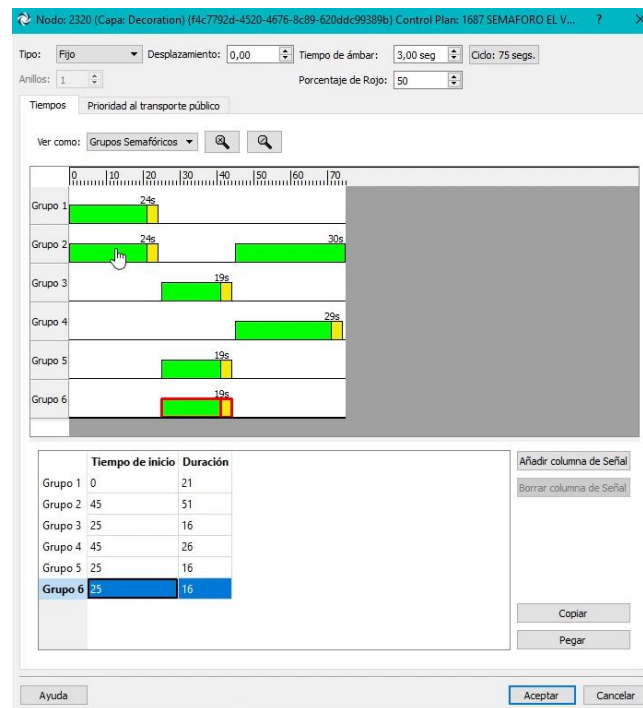 Nodo: 2320 (Capa: Decoration) {f4c7792d-4520-4676-8c89-620ddc99389b} Control Plan: 1687 SEMAFORO EL V... ? X
Tipo: Fijo Desplazamiento: 0,00 Tiempo de ámbar: 3,00 seg Ciclo: 75 segs.
Anillos: 1 Porcentaje de Rojo: 50
Tiempos Prioridad al transporte público
Ver como: Grupos Semafóricos
0 10 20 30 40 50 60 70
24s
Grupo 1
24s 30s
Grupo 2
19s
Grupo 3
29s
Grupo 4
19s
Grupo 5
19s
Grupo 6
Tiempo de inicio Duración
Grupo 1 0 21
Grupo 2 45 51
Grupo 3 25 16
Grupo 4 45 26
Grupo 5 25 16
Grupo 6 25 16
Añadir columna de Señal
Borrar columna de Señal
Copiar
Pegar
Ayuda Aceptar Cancelar